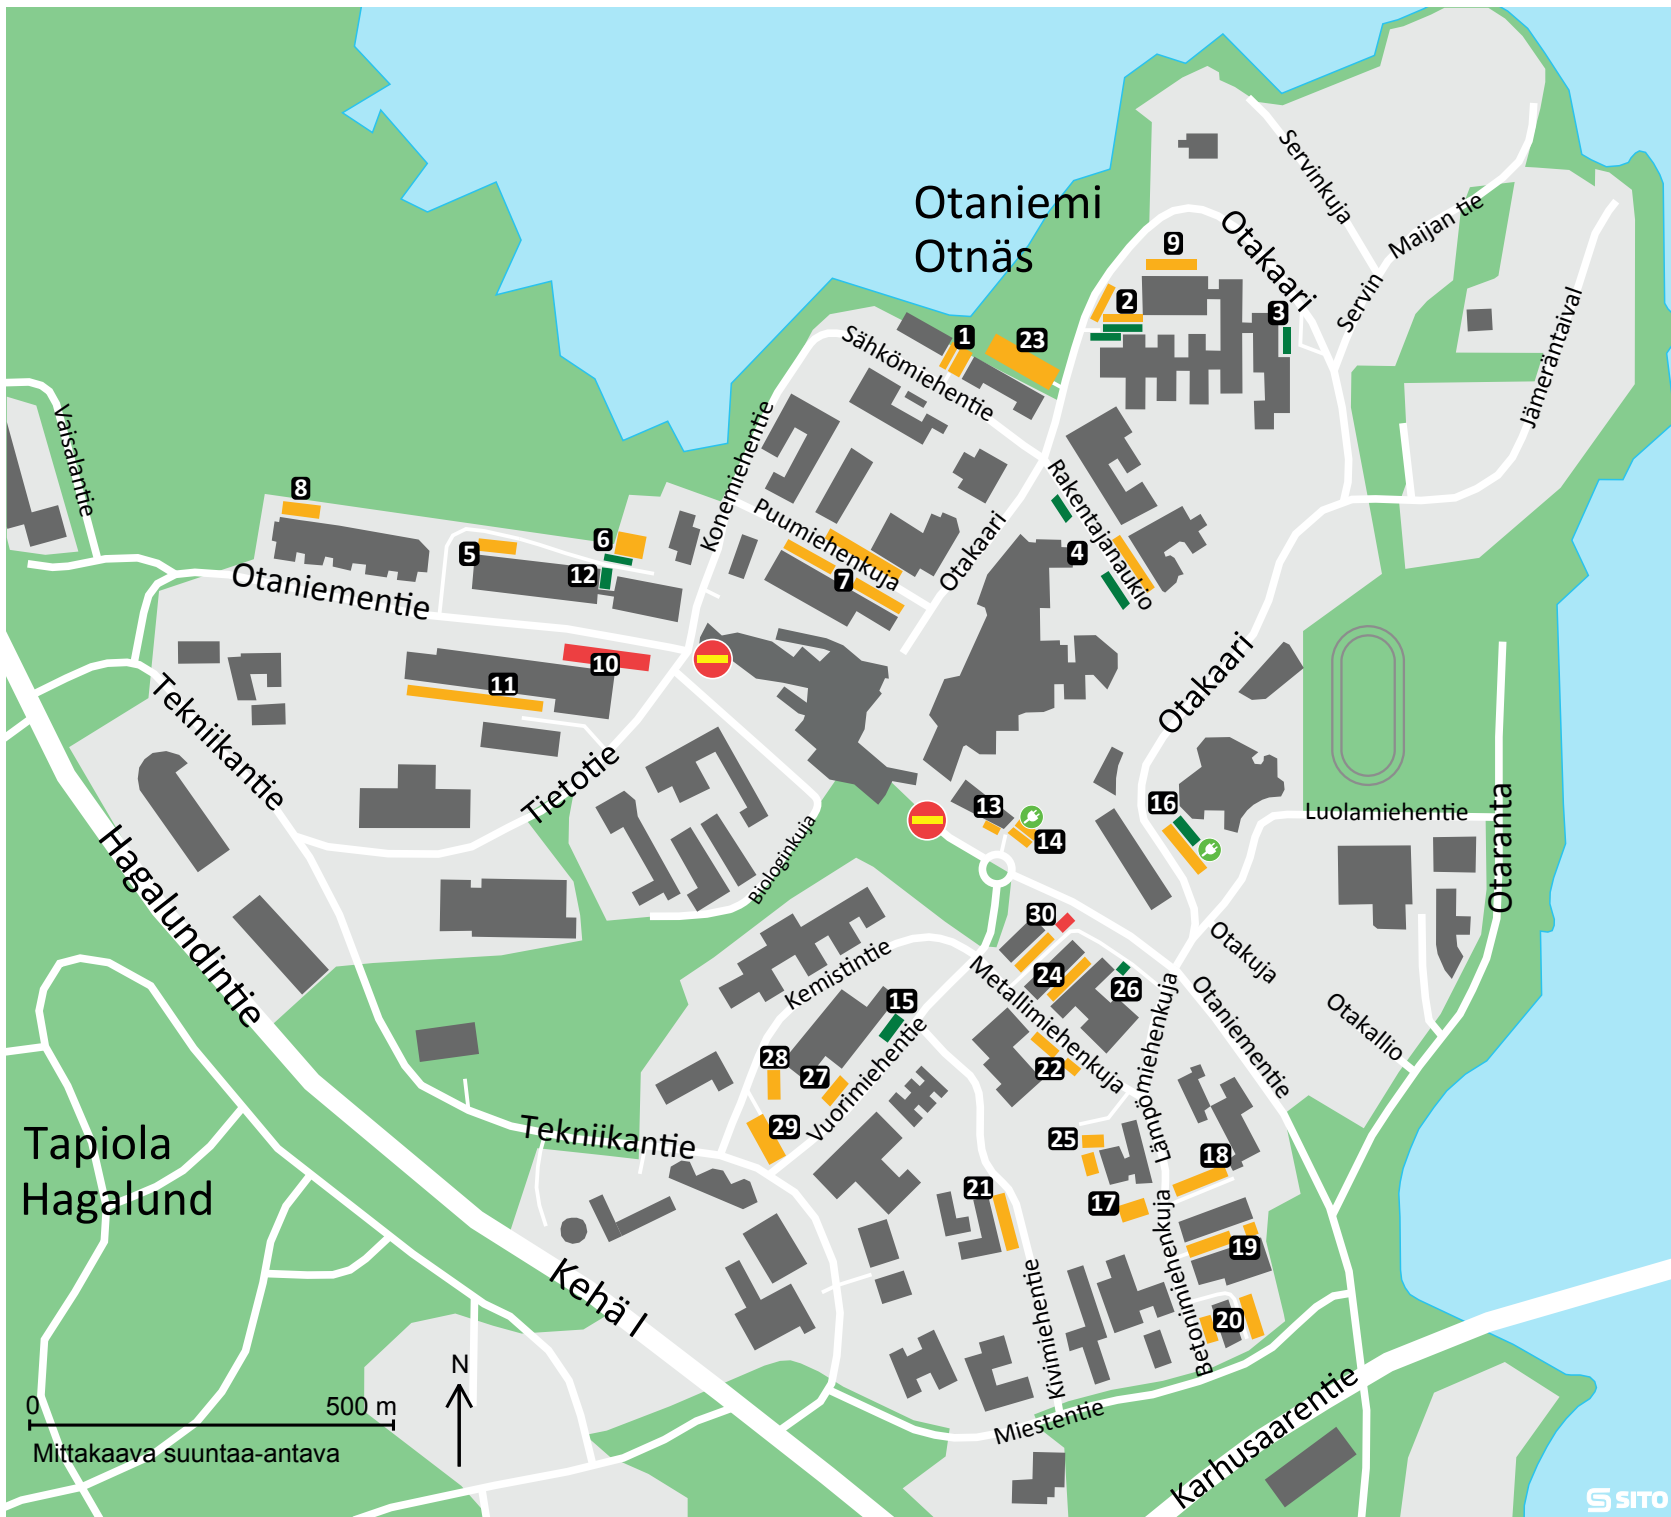 Otaniemi
Otnäs
Servinkuja
Servin
Maijan tie
Otakaari
9
2
3
1
23
Sähkömiehentie
Jämeräntaival
Vaisalantie
Konemiehentie
8
Rakentajanaukio
Puumiehenkuja
Otakaari
5
6
12
4
7
Otaniementie
10
11
Otakaari
Tekniikantie
Tietotie
13
14
16
Luolamiehentie
Otaranta
Hagalundintie
Biologinkuja
30
Kemistintie
Metallimiehenkuja
24
26
Otakuja
15
Otaniementie
Otakallio
Lämpömiehenkuja
28
27
22
29
Vuorimiehentie
Tapiola
Hagalund
Tekniikantie
25
18
21
17
19
Betonimiehenkuja
Kivimiehentie
Kehä I
20
N
0
500 m
Mittakaava suuntaa-antava
Miestentie
Karhusaarentie
SITO